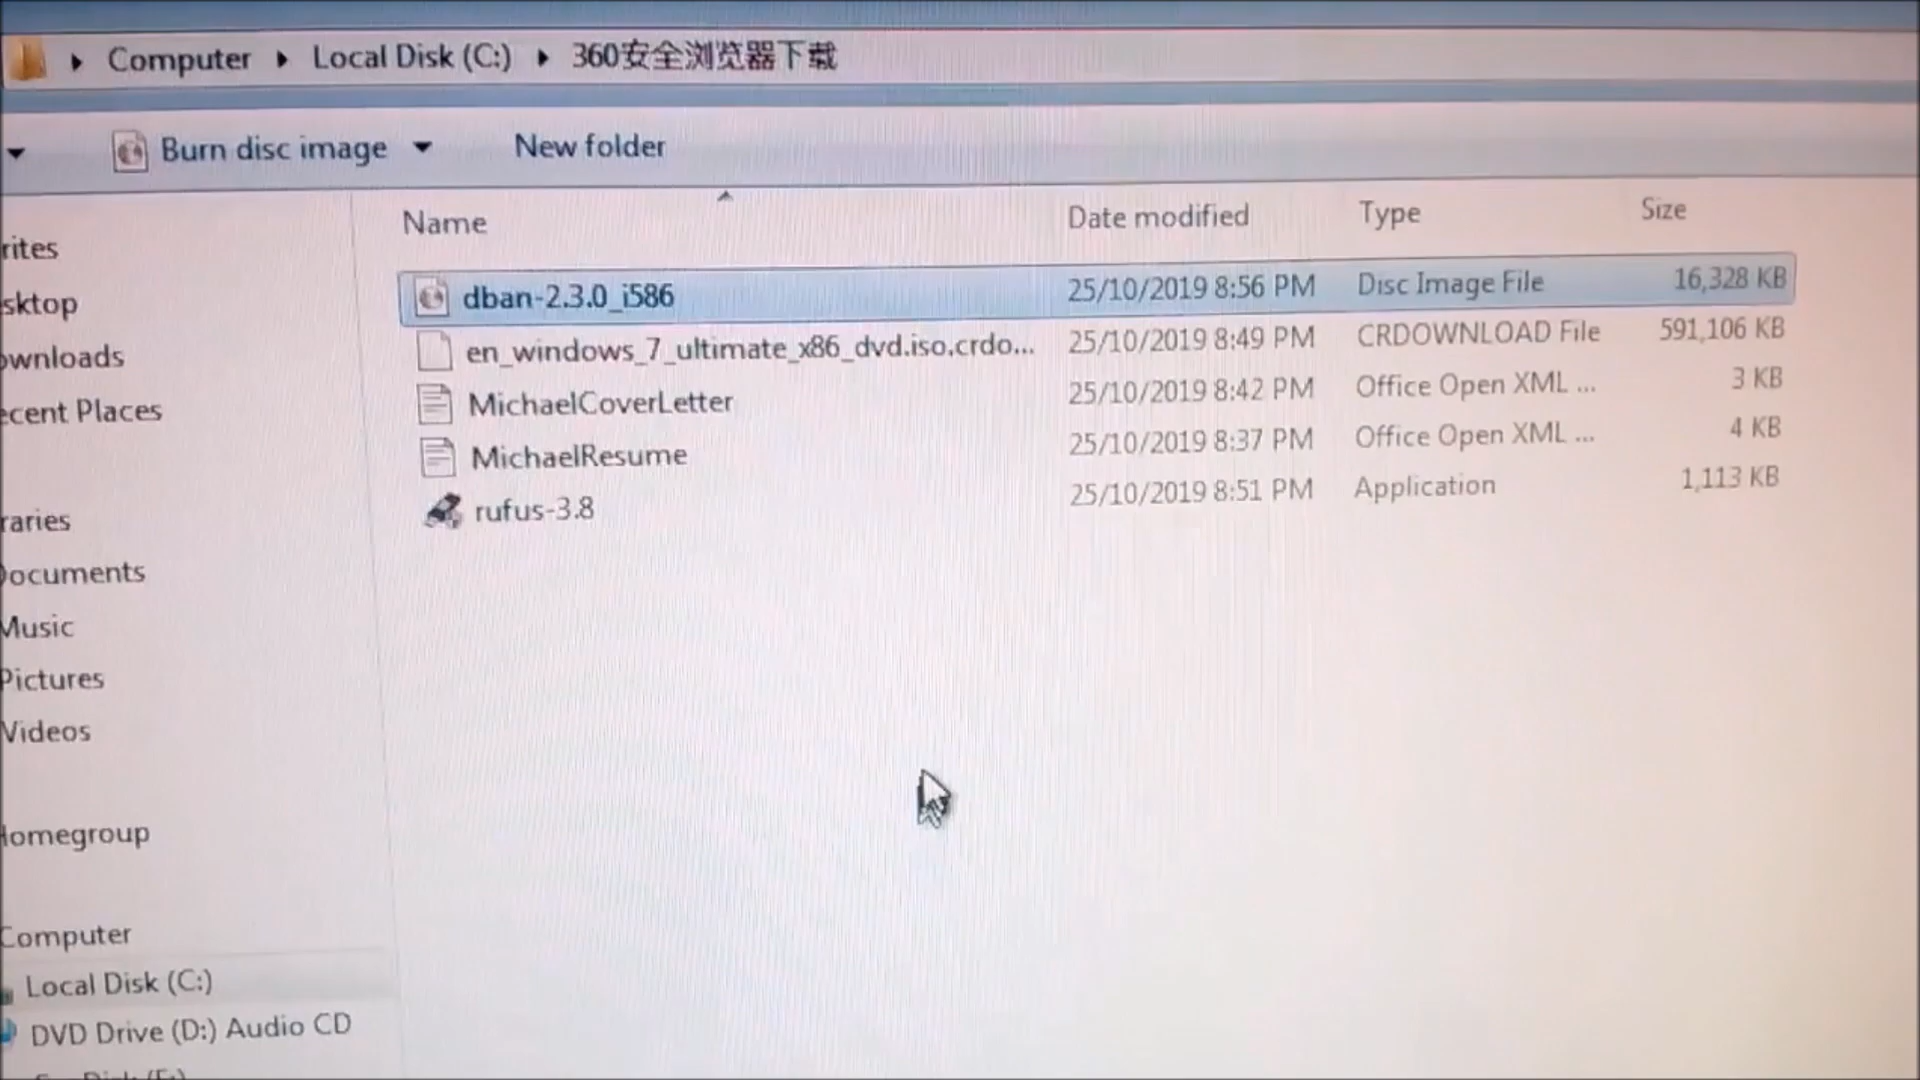 Computer Local Disk (C:) 360安全浏览器下载
Burn disc image New folder
Name Date modified Type Size
dban-2.3.0_i586 25/10/2019 8:56 PM Disc Image File 16,328 KB
en_windows_7_ultimate_x86_dvd.iso.crdo... 25/10/2019 8:49 PM CRDOWNLOAD File 591,106 KB
MichaelCoverLetter 25/10/2019 8:42 PM Office Open XML ... 3 KB
MichaelResume 25/10/2019 8:37 PM Office Open XML ... 4 KB
rufus-3.8 25/10/2019 8:51 PM Application 1,113 KB
rites
sktop
ownloads
ecent Places
raries
Documents
Music
Pictures
Videos
Homegroup
Computer
Local Disk (C:)
DVD Drive (D:) Audio CD